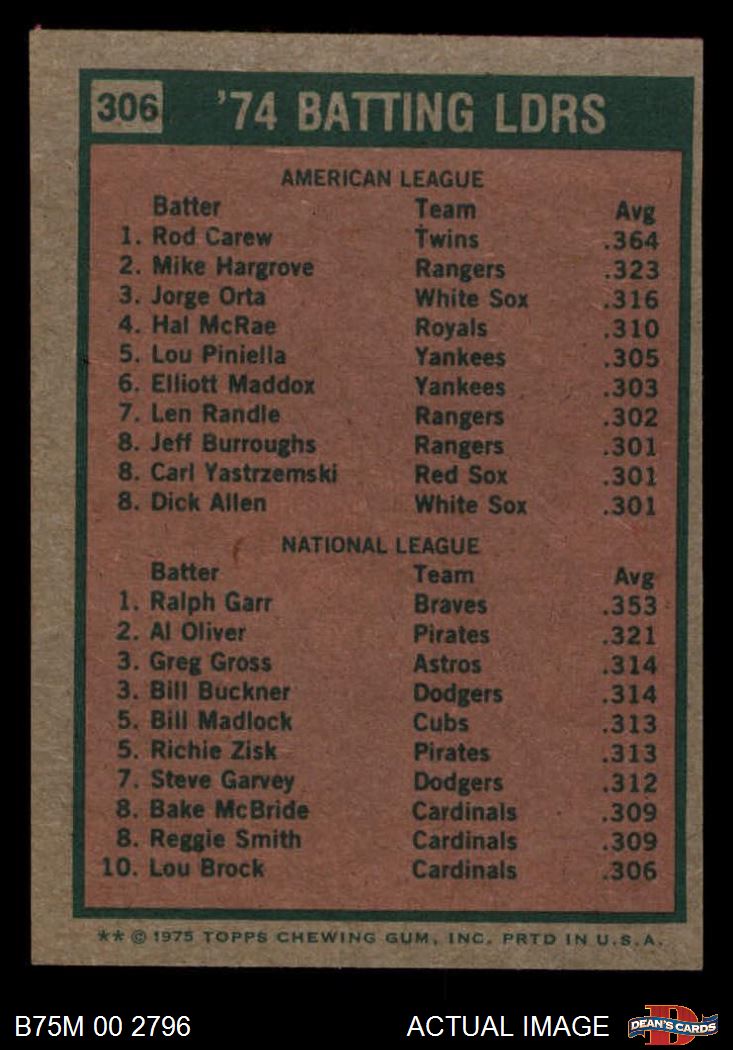 306 '74 BATTING LDRS
AMERICAN LEAGUE
Batter Team Avg
1. Rod Carew Twins .364
2. Mike Hargrove Rangers .323
3. Jorge Orta White Sox .316
4. Hal McRae Royals .310
5. Lou Piniella Yankees .305
6. Elliott Maddox Yankees .303
7. Len Randle Rangers .302
8. Jeff Burroughs Rangers .301
8. Carl Yastrzemski Red Sox .301
8. Dick Allen White Sox .301
NATIONAL LEAGUE
Batter Team Avg
1. Ralph Garr Braves .353
2. Al Oliver Pirates .321
3. Greg Gross Astros .314
3. Bill Buckner Dodgers .314
5. Bill Madlock Cubs .313
5. Richie Zisk Pirates .313
7. Steve Garvey Dodgers .312
8. Bake McBride Cardinals .309
8. Reggie Smith Cardinals .309
10. Lou Brock Cardinals .306
** © 1975 TOPPS CHEWING GUM, INC. PRTD IN U.S.A.
B75M 00 2796 ACTUAL IMAGE D DEAN'S CARDS